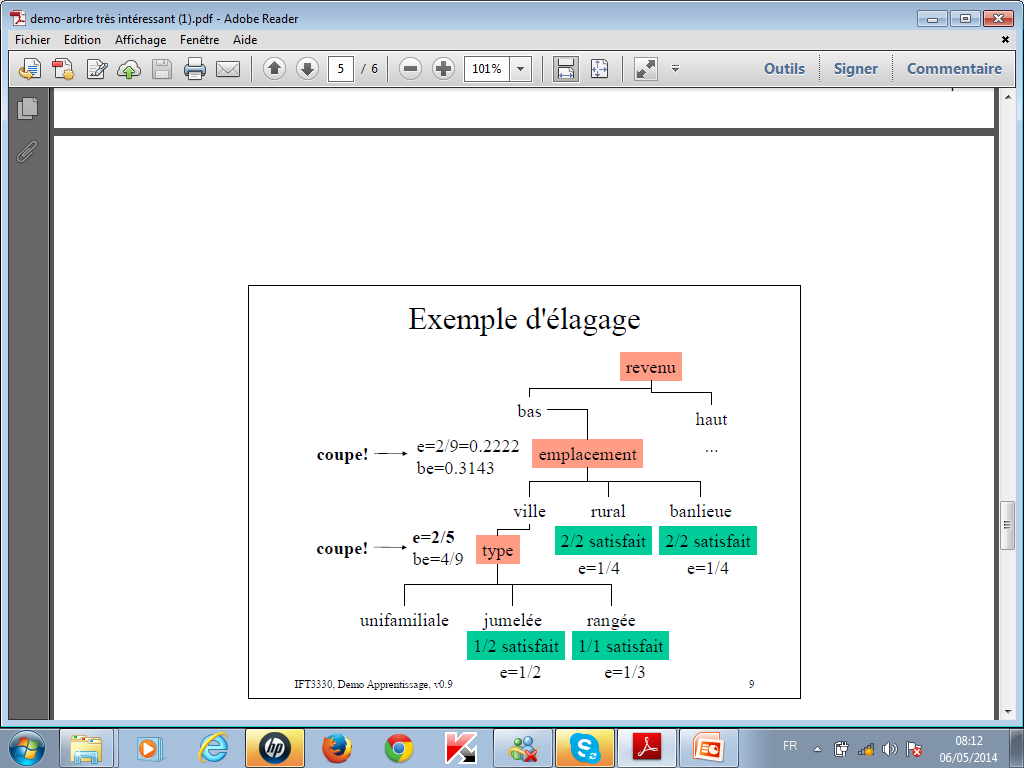 demo-arbre très intéressant (1).pdf - Adobe Reader
Fichier Edition Affichage Fenêtre Aide
5 / 6 101% Outils Signer Commentaire
Exemple d'élagage
revenu
bas
haut
coupe! e=2/9=0.2222 emplacement ...
be=0.3143
ville rural banlieue
coupe! e=2/5 type 2/2 satisfait 2/2 satisfait
be=4/9 e=1/4 e=1/4
unifamiliale jumelée rangée
1/2 satisfait 1/1 satisfait
e=1/2 e=1/3
IFT3330, Demo Apprentissage, v0.9 9
hp
FR 08:12
06/05/2014